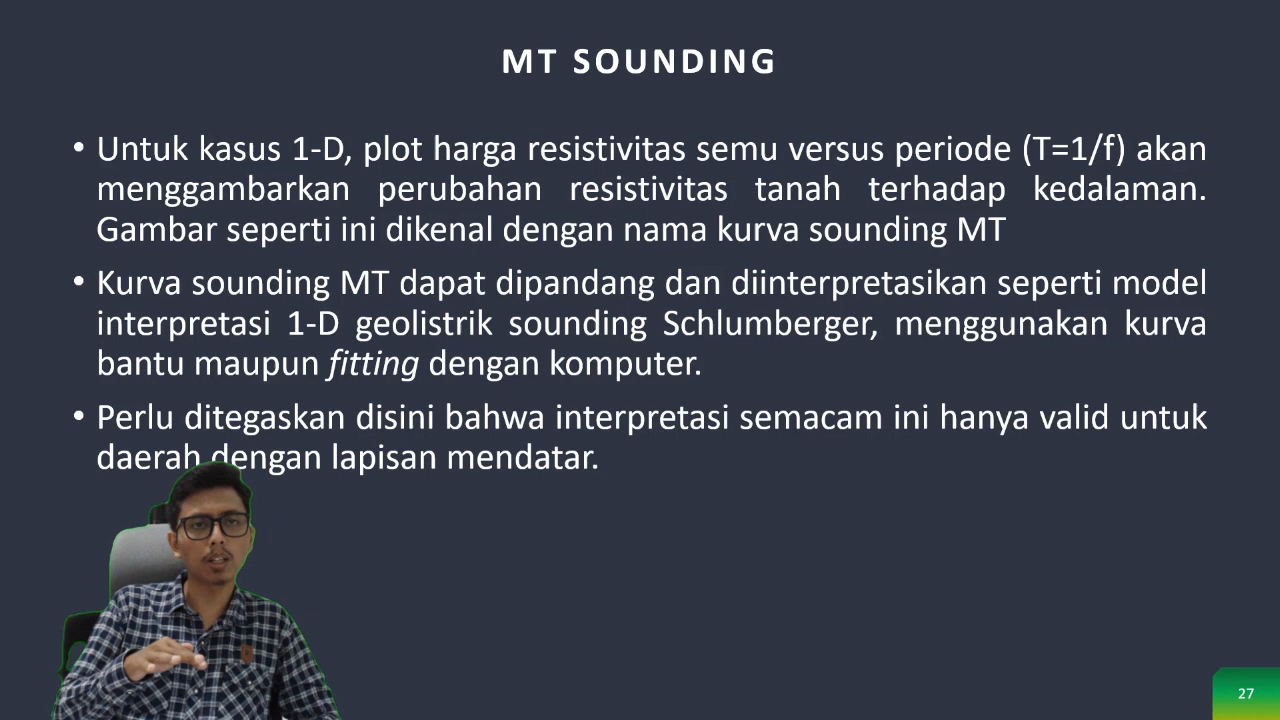 MT SOUNDING
• Untuk kasus 1-D, plot harga resistivitas semu versus periode (T=1/f) akan
menggambarkan perubahan resistivitas tanah terhadap kedalaman.
Gambar seperti ini dikenal dengan nama kurva sounding MT
• Kurva sounding MT dapat dipandang dan diinterpretasikan seperti model
interpretasi 1-D geolistrik sounding Schlumberger, menggunakan kurva
bantu maupun fitting dengan komputer.
• Perlu ditegaskan disini bahwa interpretasi semacam ini hanya valid untuk
daerah dengan lapisan mendatar.
27